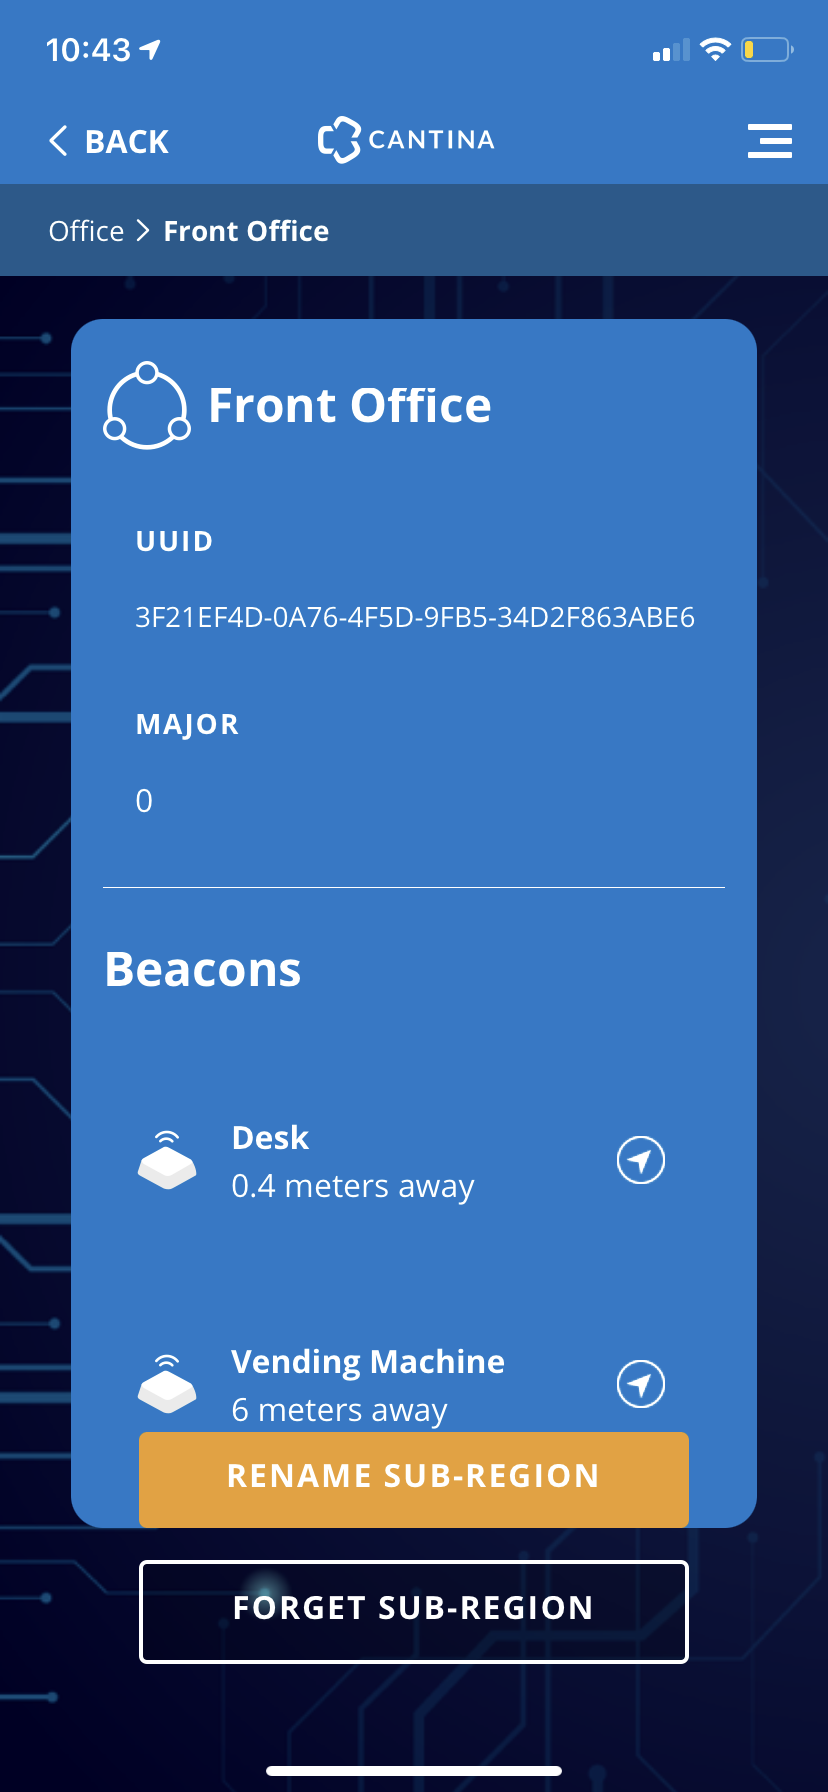 10:43
BACK
CANTINA
Office > Front Office
Front Office
UUID
3F21EF4D-0A76-4F5D-9FB5-34D2F863ABE6
MAJOR
0
Beacons
Desk
0.4 meters away
Vending Machine
6 meters away
RENAME SUB-REGION
FORGET SUB-REGION